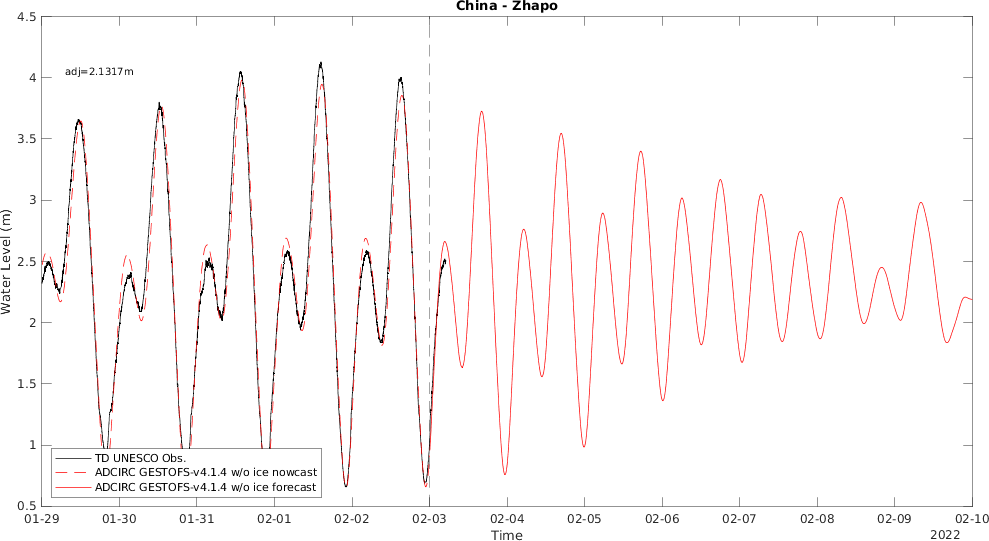 China - Zhapo
4.5
adj=2.1317m
4
3.5
3
2.5
2
1.5
1
0.5
Water Level (m)
TD UNESCO Obs.
ADCIRC GESTOFS-v4.1.4 w/o ice nowcast
ADCIRC GESTOFS-v4.1.4 w/o ice forecast
01-29 01-30 01-31 02-01 02-02 02-03 02-04 02-05 02-06 02-07 02-08 02-09 02-10
Time
2022